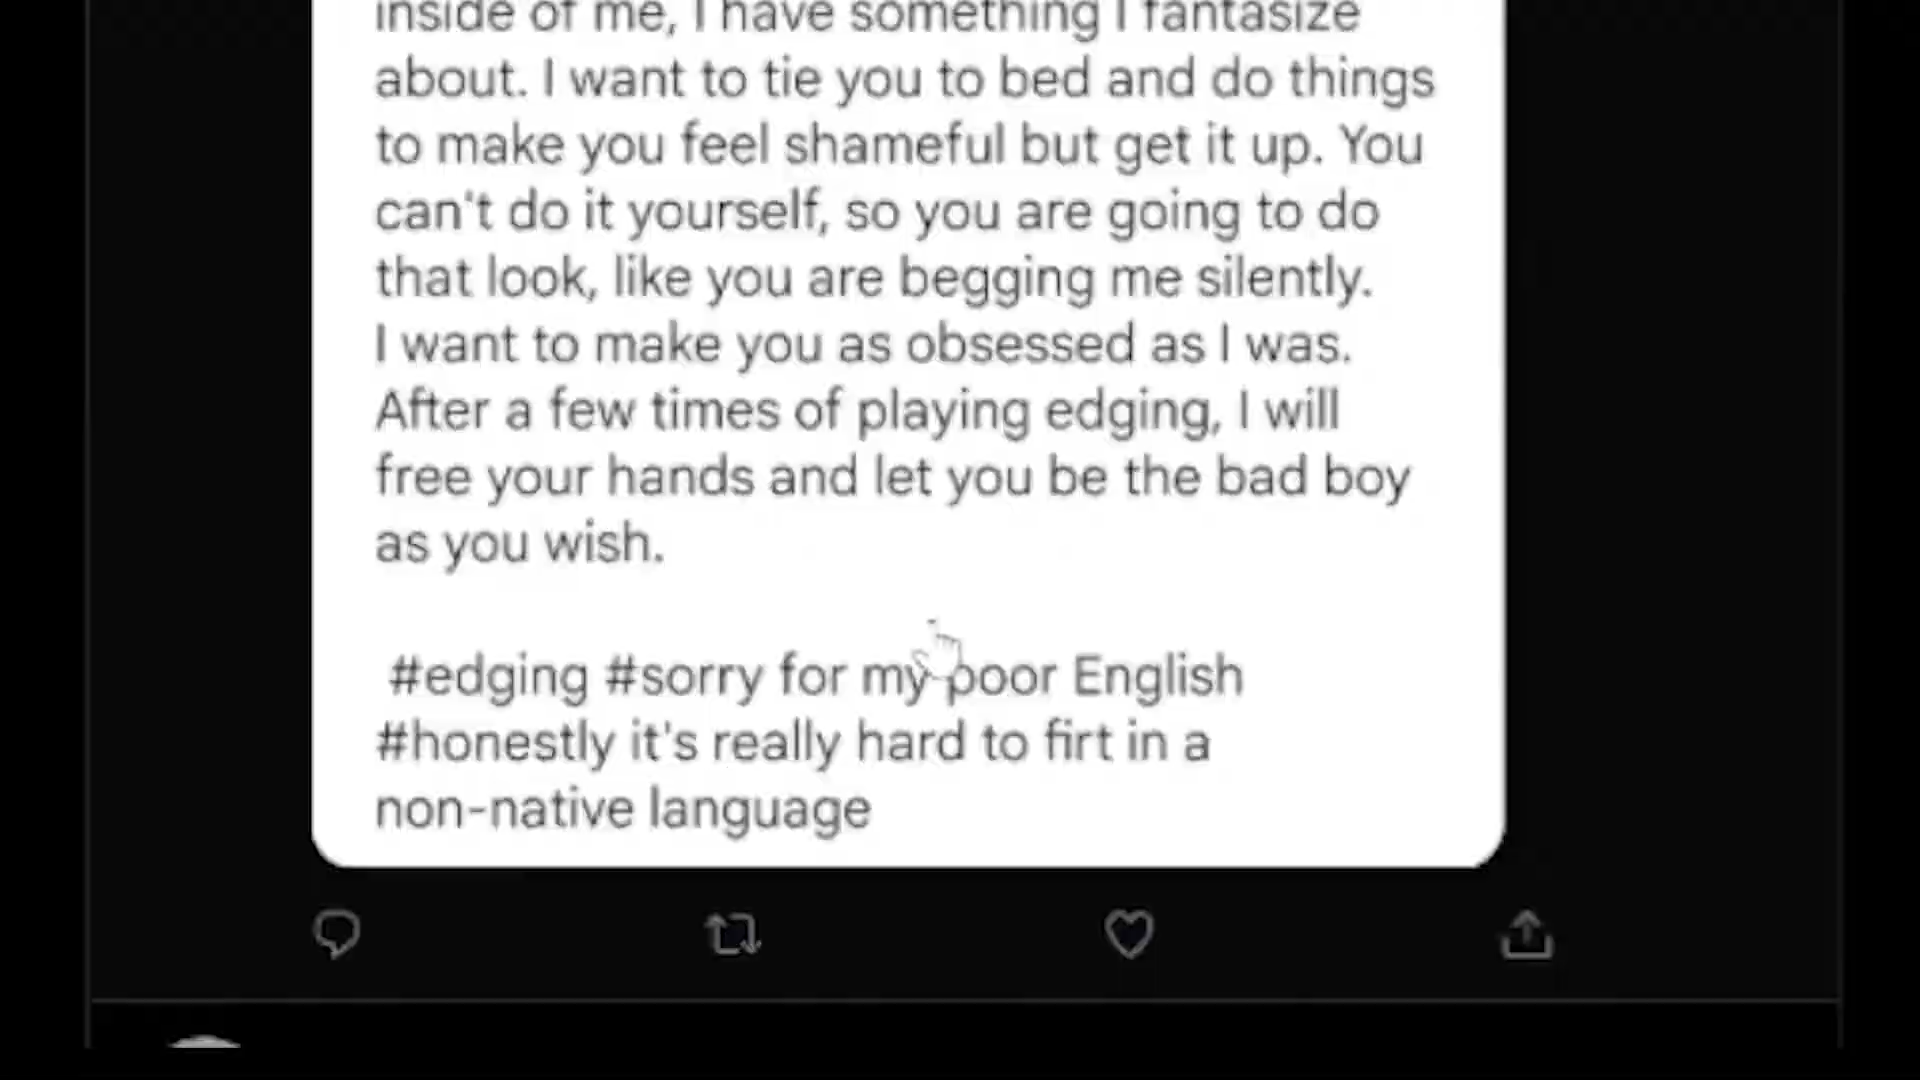 inside of me, I have something I fantasize
about. I want to tie you to bed and do things
to make you feel shameful but get it up. You
can't do it yourself, so you are going to do
that look, like you are begging me silently.
I want to make you as obsessed as I was.
After a few times of playing edging, I will
free your hands and let you be the bad boy
as you wish.
#edging #sorry for my poor English
#honestly it's really hard to firt in a
non-native language